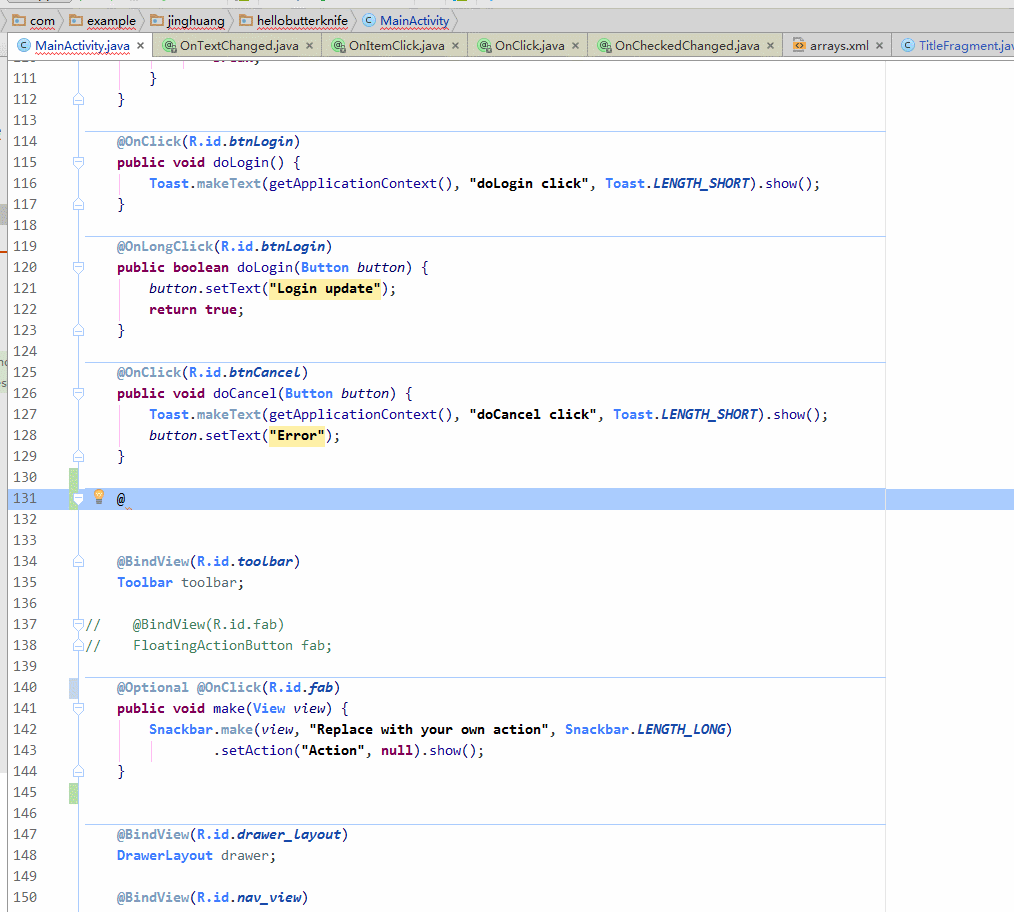 com example jinghuang hellobutterknife MainActivity
MainActivity.java OnTextChanged.java OnItemClick.java OnClick.java OnCheckedChanged.java arrays.xml TitleFragment.jav
111 }
112 }
113
114 @OnClick(R.id.btnLogin)
115 public void doLogin() {
116 Toast.makeText(getApplicationContext(), "doLogin click", Toast.LENGTH_SHORT).show();
117 }
118
119 @OnLongClick(R.id.btnLogin)
120 public boolean doLogin(Button button) {
121 button.setText("Login update");
122 return true;
123 }
124
125 @OnClick(R.id.btnCancel)
126 public void doCancel(Button button) {
127 Toast.makeText(getApplicationContext(), "doCancel click", Toast.LENGTH_SHORT).show();
128 button.setText("Error");
129 }
130
131 @
132
133
134 @BindView(R.id.toolbar)
135 Toolbar toolbar;
136
137 // @BindView(R.id.fab)
138 // FloatingActionButton fab;
139
140 @Optional @OnClick(R.id.fab)
141 public void make(View view) {
142 Snackbar.make(view, "Replace with your own action", Snackbar.LENGTH_LONG)
143 .setAction("Action", null).show();
144 }
145
146
147 @BindView(R.id.drawer_layout)
148 DrawerLayout drawer;
149
150 @BindView(R.id.nav_view)